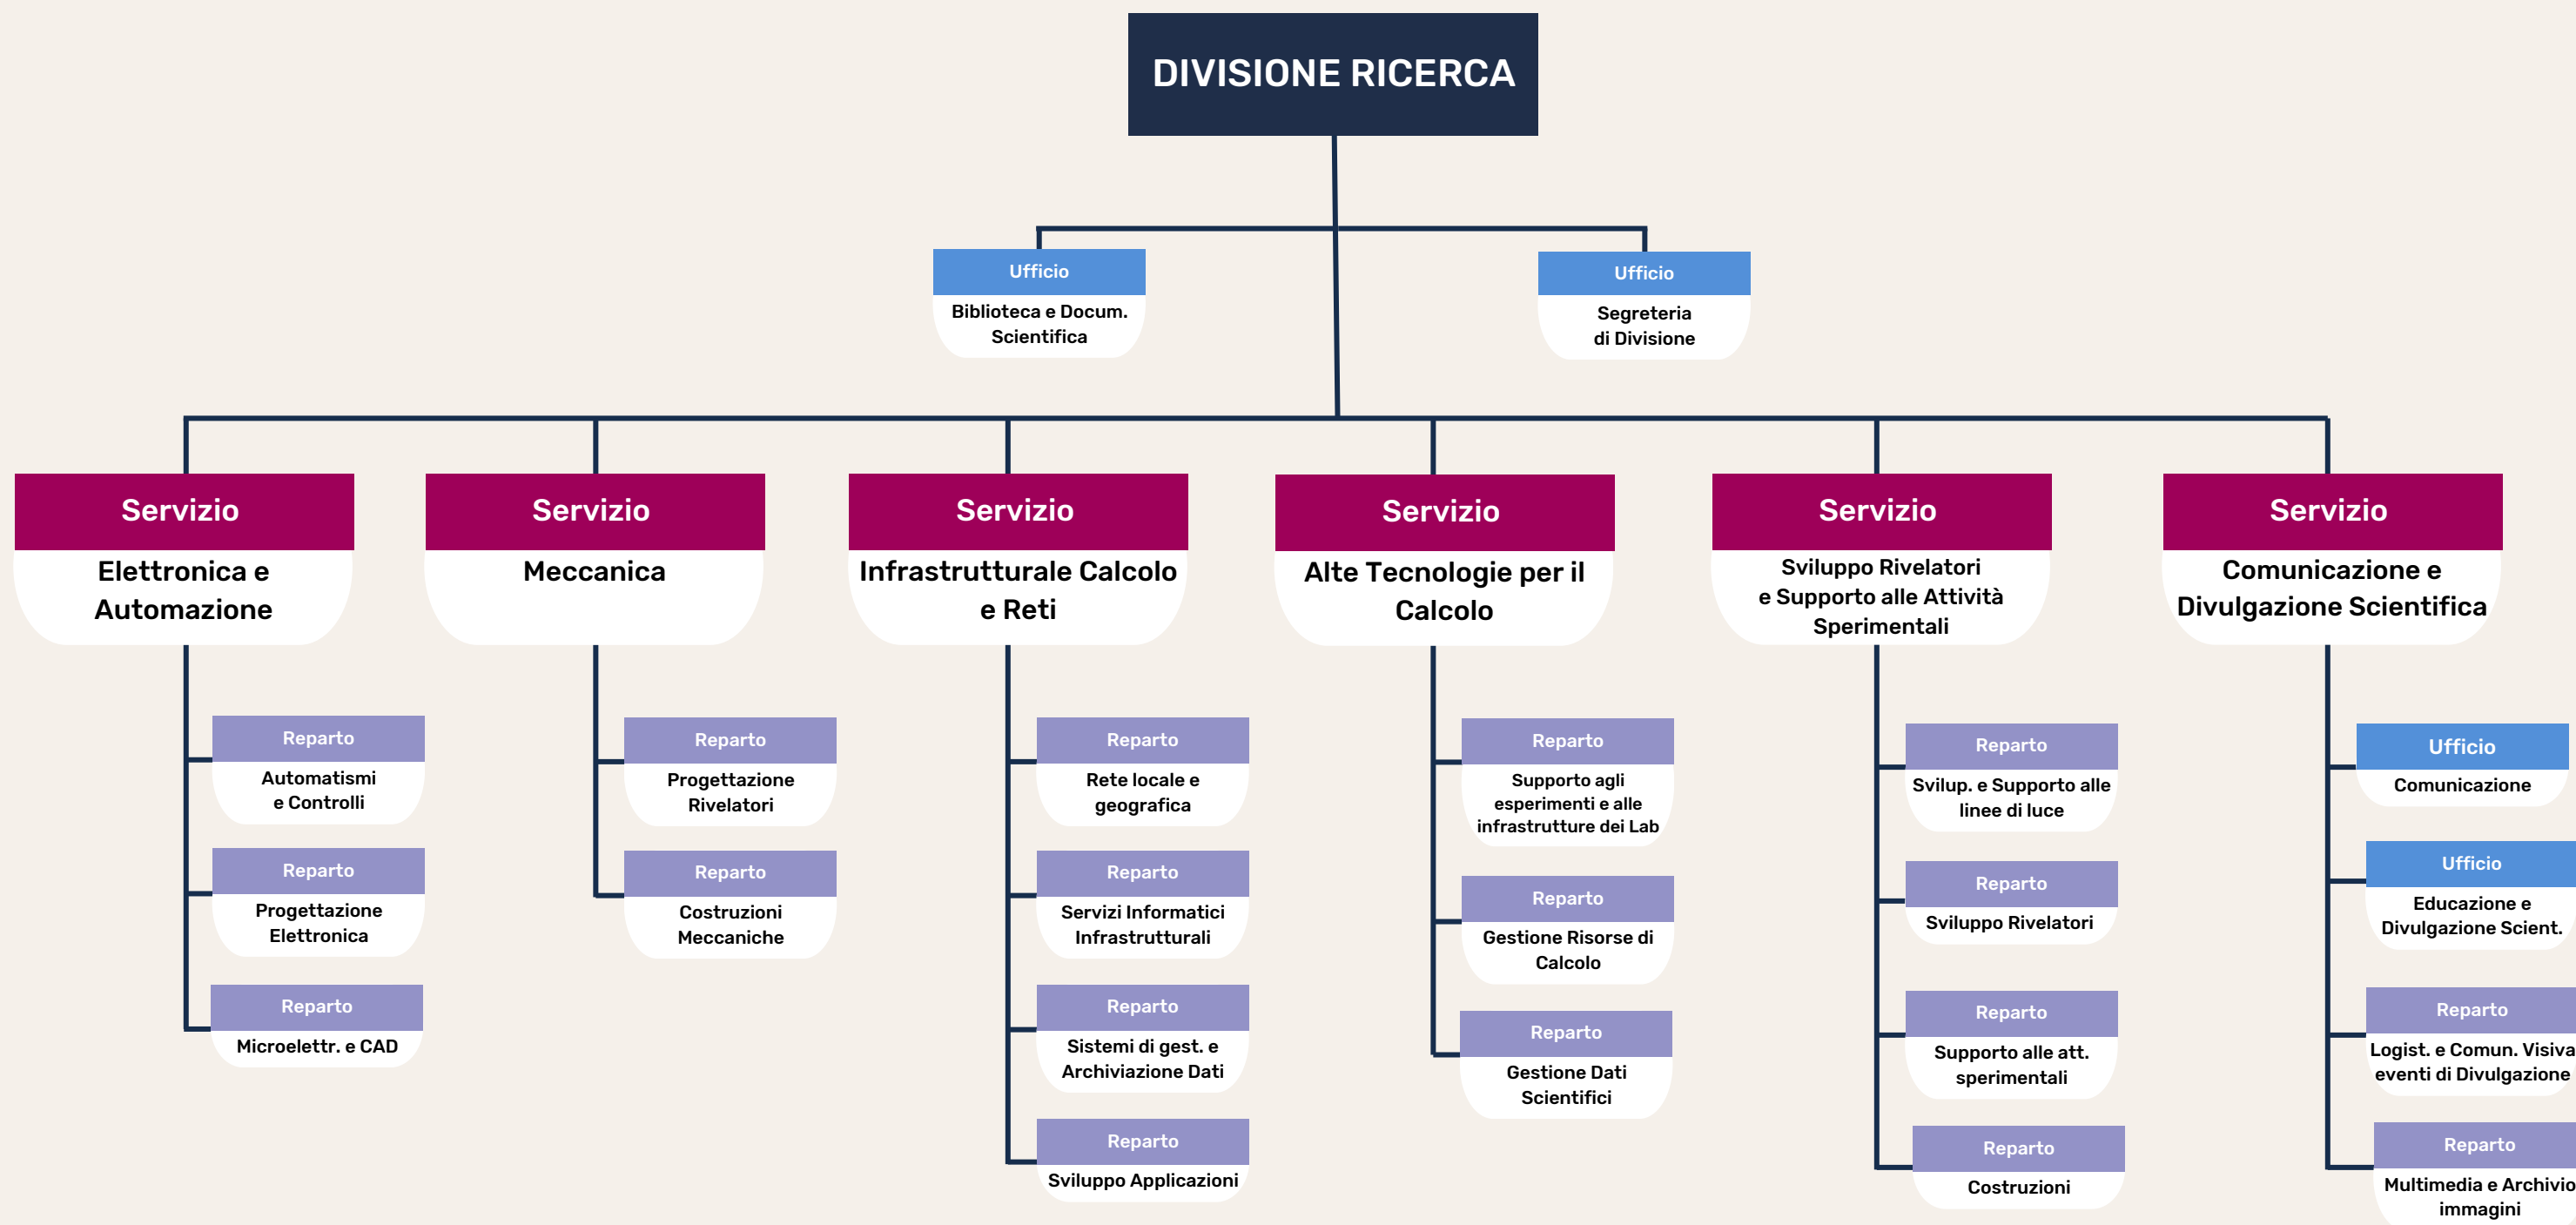 DIVISIONE RICERCA
Ufficio
Biblioteca e Docum.
Scientifica
Ufficio
Segreteria
di Divisione
Servizio
Elettronica e
Automazione
Reparto
Automatismi
e Controlli
Reparto
Progettazione
Elettronica
Reparto
Microelettr. e CAD
Servizio
Meccanica
Reparto
Progettazione
Rivelatori
Reparto
Costruzioni
Meccaniche
Servizio
Infrastrutturale Calcolo
e Reti
Reparto
Rete locale e
geografica
Reparto
Servizi Informatici
Infrastrutturali
Reparto
Sistemi di gest. e
Archiviazione Dati
Reparto
Sviluppo Applicazioni
Servizio
Alte Tecnologie per il
Calcolo
Reparto
Supporto agli
esperimenti e alle
infrastrutture dei Lab
Reparto
Gestione Risorse di
Calcolo
Reparto
Gestione Dati
Scientifici
Servizio
Sviluppo Rivelatori
e Supporto alle Attività
Sperimentali
Reparto
Svilup. e Supporto alle
linee di luce
Reparto
Sviluppo Rivelatori
Reparto
Supporto alle att.
sperimentali
Reparto
Costruzioni
Servizio
Comunicazione e
Divulgazione Scientifica
Ufficio
Comunicazione
Ufficio
Educazione e
Divulgazione Scient.
Reparto
Logist. e Comun. Visiva
eventi di Divulgazione
Reparto
Multimedia e Archivio
immagini